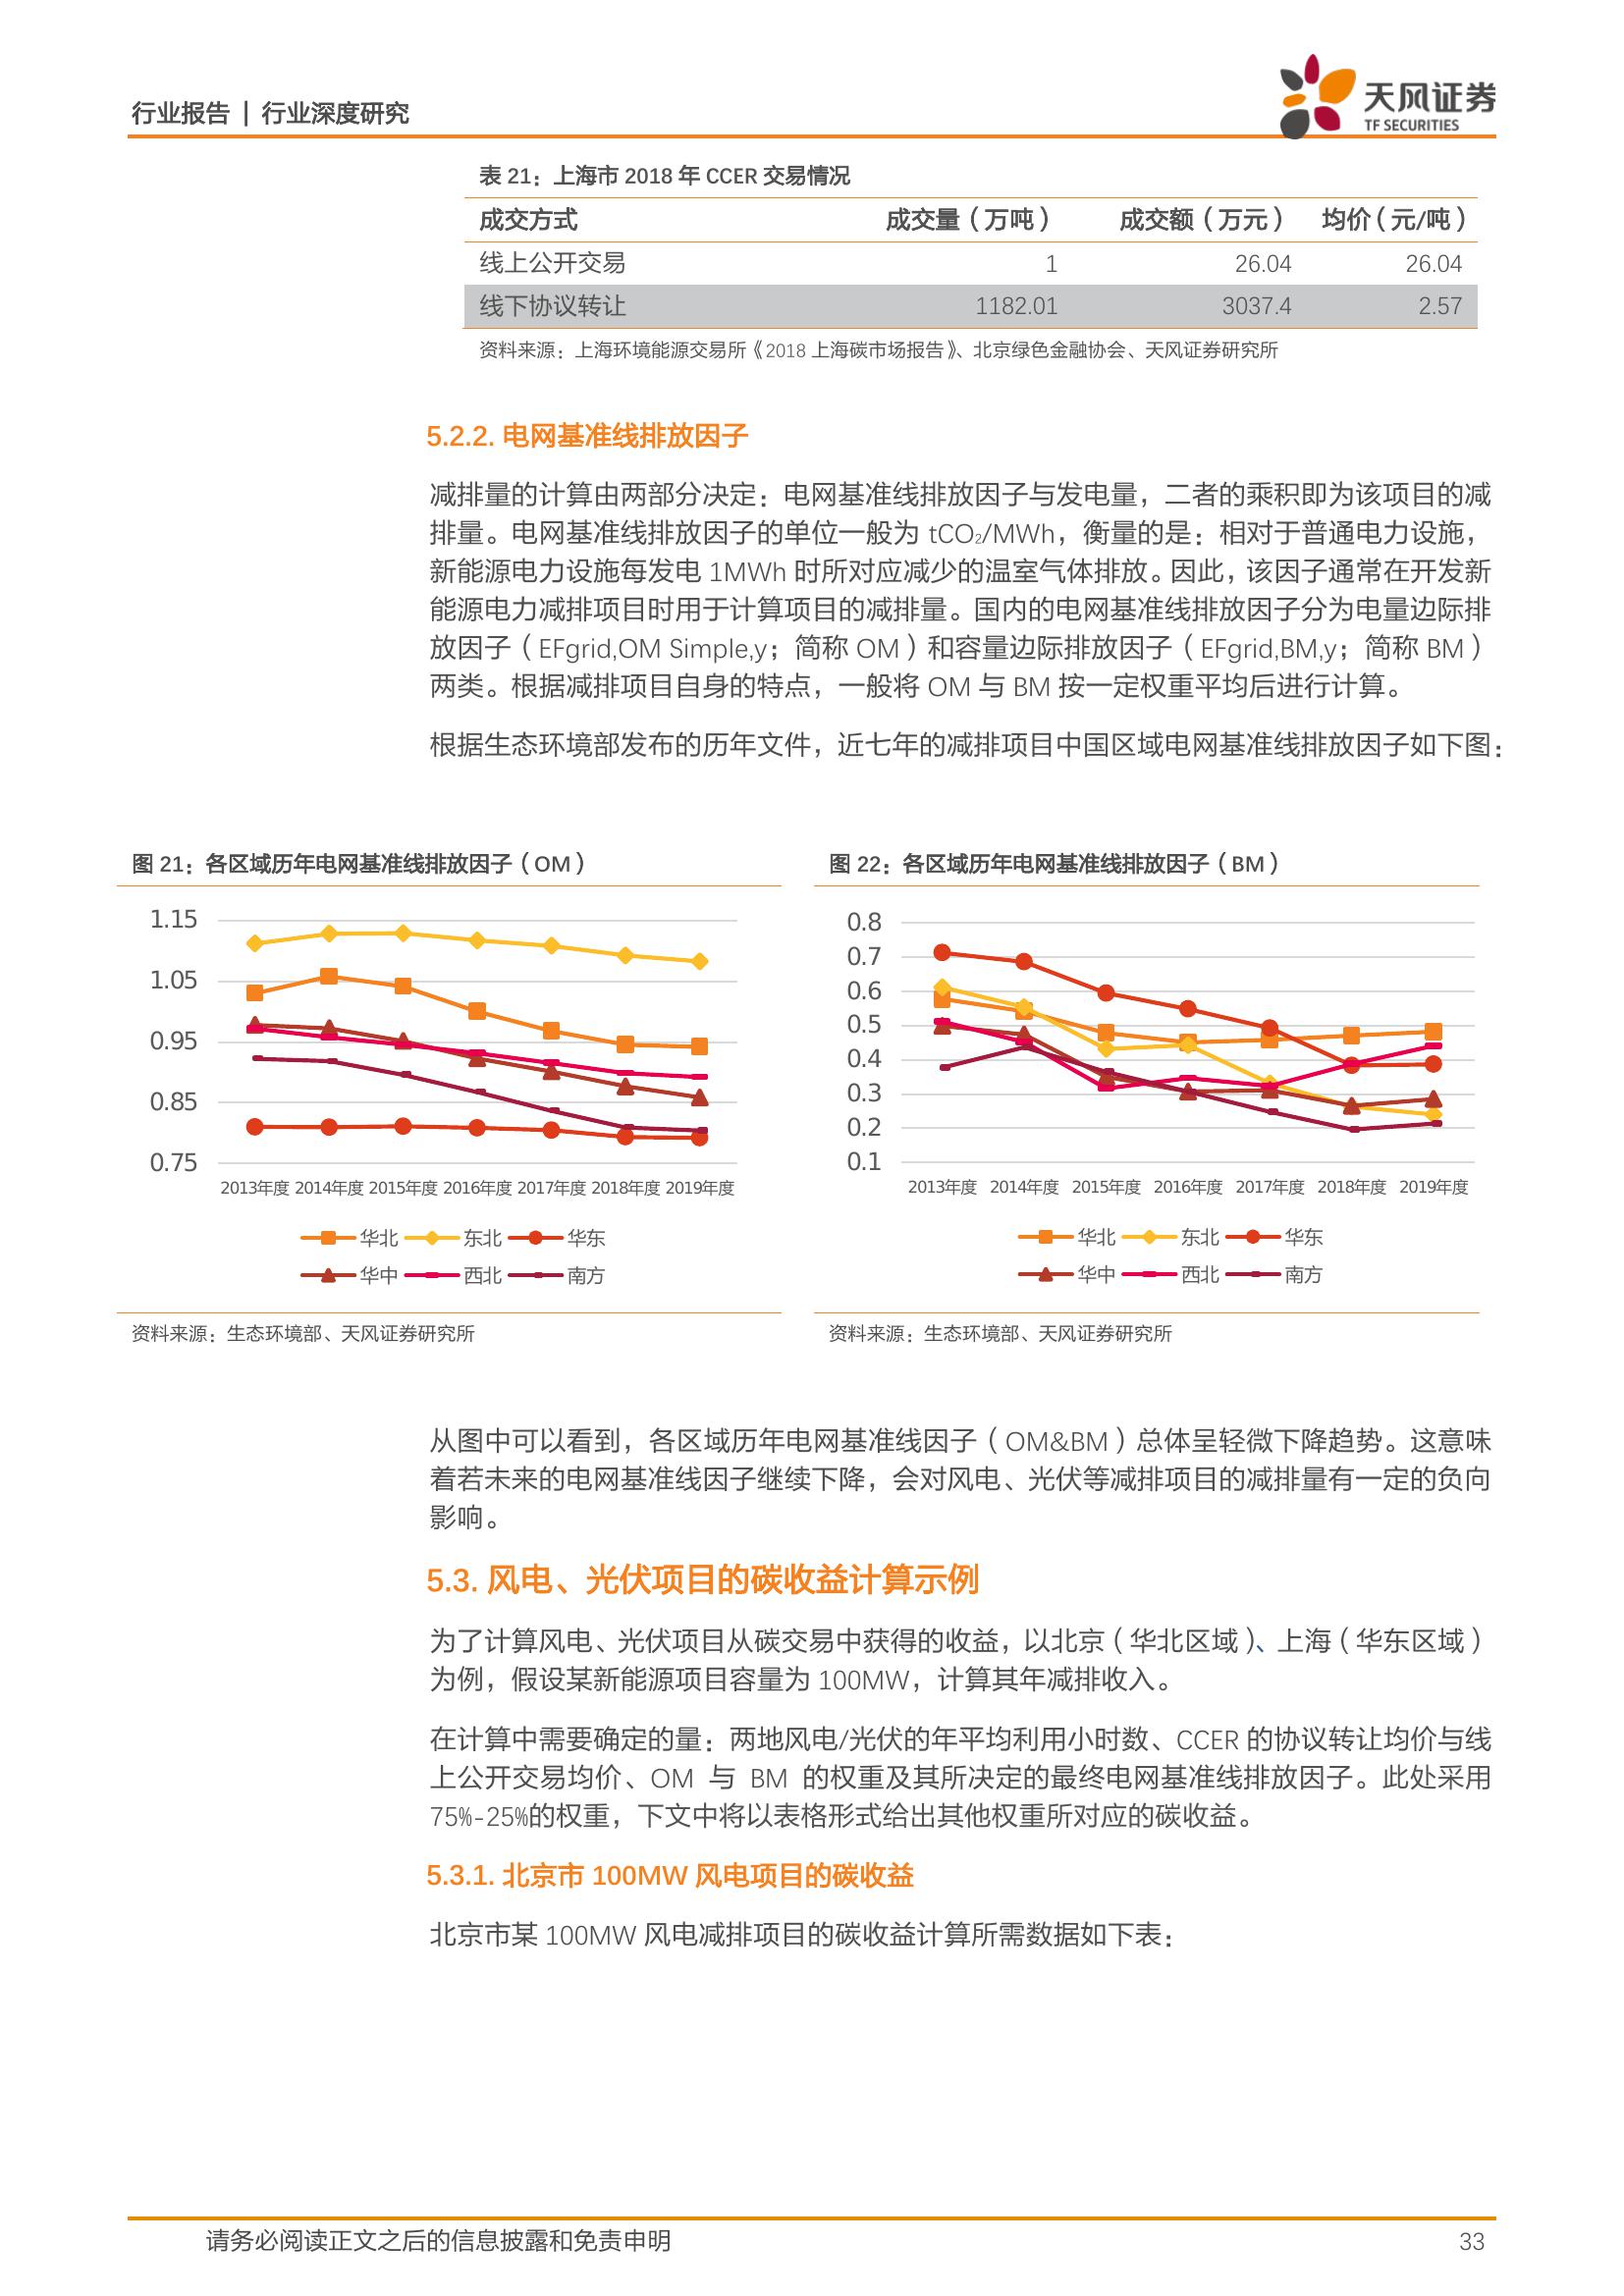 行业报告 | 行业深度研究
天风证券
TF SECURITIES
表 21：上海市 2018 年 CCER 交易情况
成交方式 成交量（万吨） 成交额（万元） 均价（元/吨）
线上公开交易 1 26.04 26.04
线下协议转让 1182.01 3037.4 2.57
资料来源：上海环境能源交易所《2018 上海碳市场报告》、北京绿色金融协会、天风证券研究所
5.2.2. 电网基准线排放因子
减排量的计算由两部分决定：电网基准线排放因子与发电量，二者的乘积即为该项目的减
排量。电网基准线排放因子的单位一般为 tCO₂/MWh，衡量的是：相对于普通电力设施，
新能源电力设施每发电 1MWh 时所对应减少的温室气体排放。因此，该因子通常在开发新
能源电力减排项目时用于计算项目的减排量。国内的电网基准线排放因子分为电量边际排
放因子（EFgrid,OM Simple,y；简称 OM）和容量边际排放因子（EFgrid,BM,y；简称 BM）
两类。根据减排项目自身的特点，一般将 OM 与 BM 按一定权重平均后进行计算。
根据生态环境部发布的历年文件，近七年的减排项目中国区域电网基准线排放因子如下图：
图 21：各区域历年电网基准线排放因子（OM）
1.15
1.05
0.95
0.85
0.75
2013年度 2014年度 2015年度 2016年度 2017年度 2018年度 2019年度
华北 东北 华东
华中 西北 南方
资料来源：生态环境部、天风证券研究所
图 22：各区域历年电网基准线排放因子（BM）
0.8
0.7
0.6
0.5
0.4
0.3
0.2
0.1
2013年度 2014年度 2015年度 2016年度 2017年度 2018年度 2019年度
华北 东北 华东
华中 西北 南方
资料来源：生态环境部、天风证券研究所
从图中可以看到，各区域历年电网基准线因子（OM&BM）总体呈轻微下降趋势。这意味
着若未来的电网基准线因子继续下降，会对风电、光伏等减排项目的减排量有一定的负向
影响。
5.3. 风电、光伏项目的碳收益计算示例
为了计算风电、光伏项目从碳交易中获得的收益，以北京（华北区域）、上海（华东区域）
为例，假设某新能源项目容量为 100MW，计算其年减排收入。
在计算中需要确定的量：两地风电/光伏的年平均利用小时数、CCER 的协议转让均价与线
上公开交易均价、OM 与 BM 的权重及其所决定的最终电网基准线排放因子。此处采用
75%-25%的权重，下文中将以表格形式给出其他权重所对应的碳收益。
5.3.1. 北京市 100MW 风电项目的碳收益
北京市某 100MW 风电减排项目的碳收益计算所需数据如下表：
请务必阅读正文之后的信息披露和免责申明 33